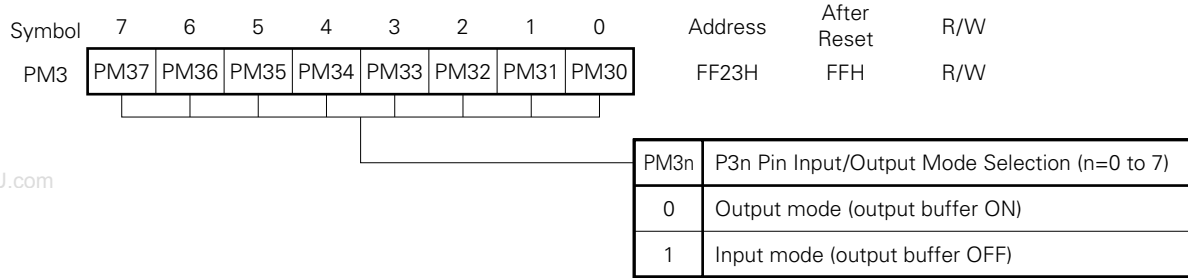 Symbol 7 6 5 4 3 2 1 0 Address After Reset R/W
PM3 PM37 PM36 PM35 PM34 PM33 PM32 PM31 PM30 FF23H FFH R/W
PM3n P3n Pin Input/Output Mode Selection (n=0 to 7)
0 Output mode (output buffer ON)
1 Input mode (output buffer OFF)
J.com